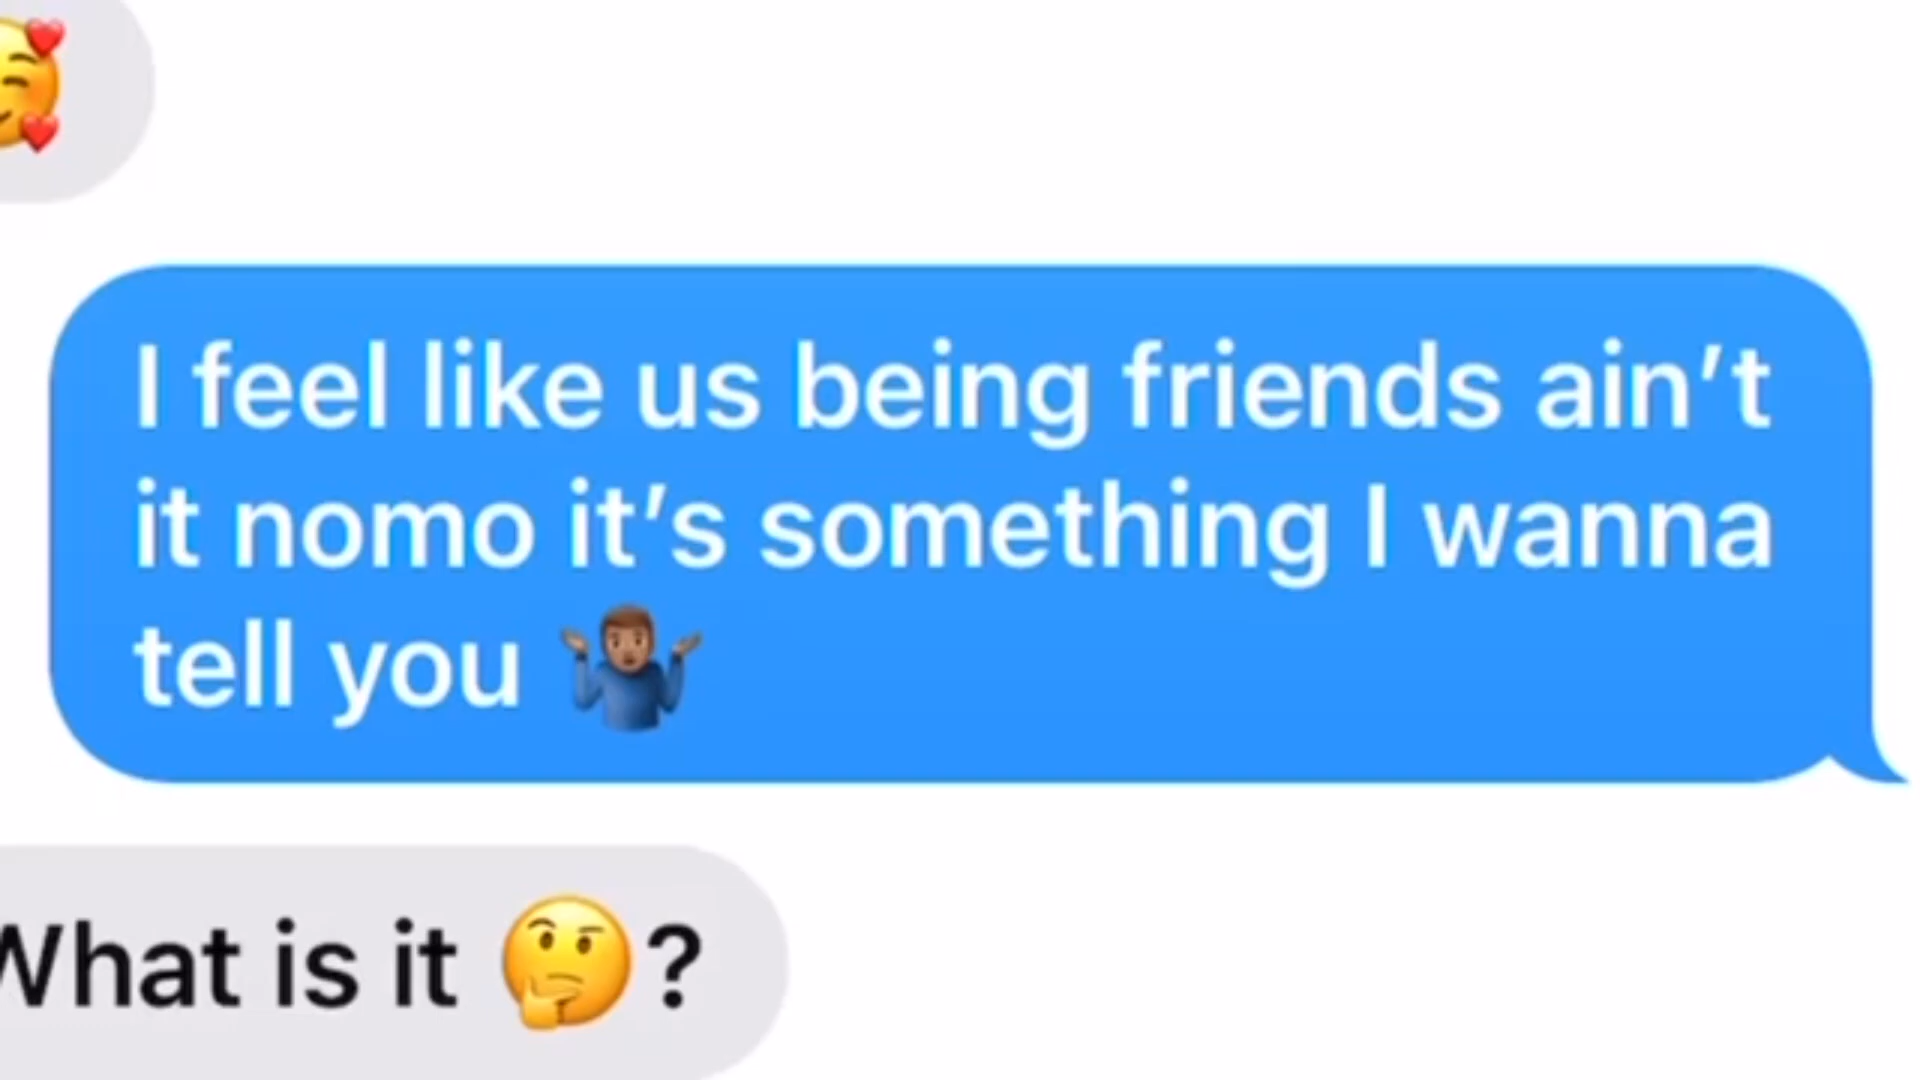 🥰
I feel like us being friends ain’t
it nomo it’s something I wanna
tell you 🤷🏽‍♂️
What is it 🤔?